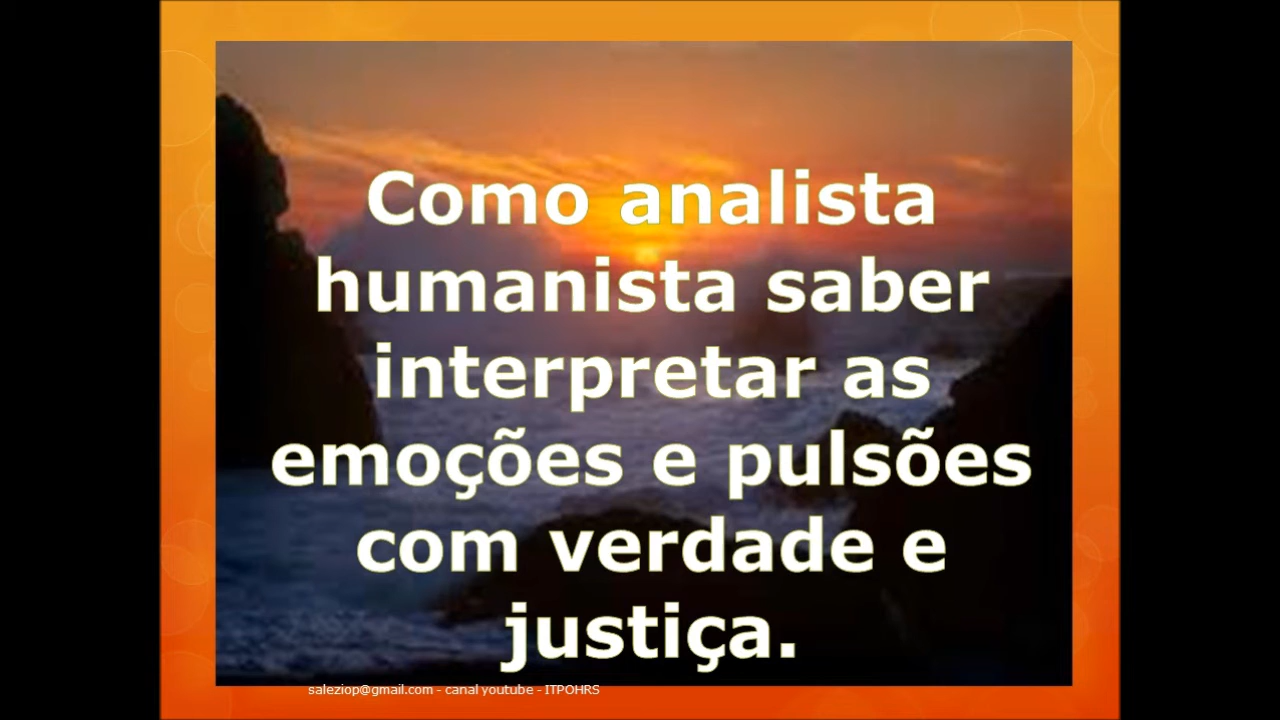 Como analista
humanista saber
interpretar as
emoções e pulsões
com verdade e
justiça.
saleziop@gmail.com - canal youtube - ITPOHRS